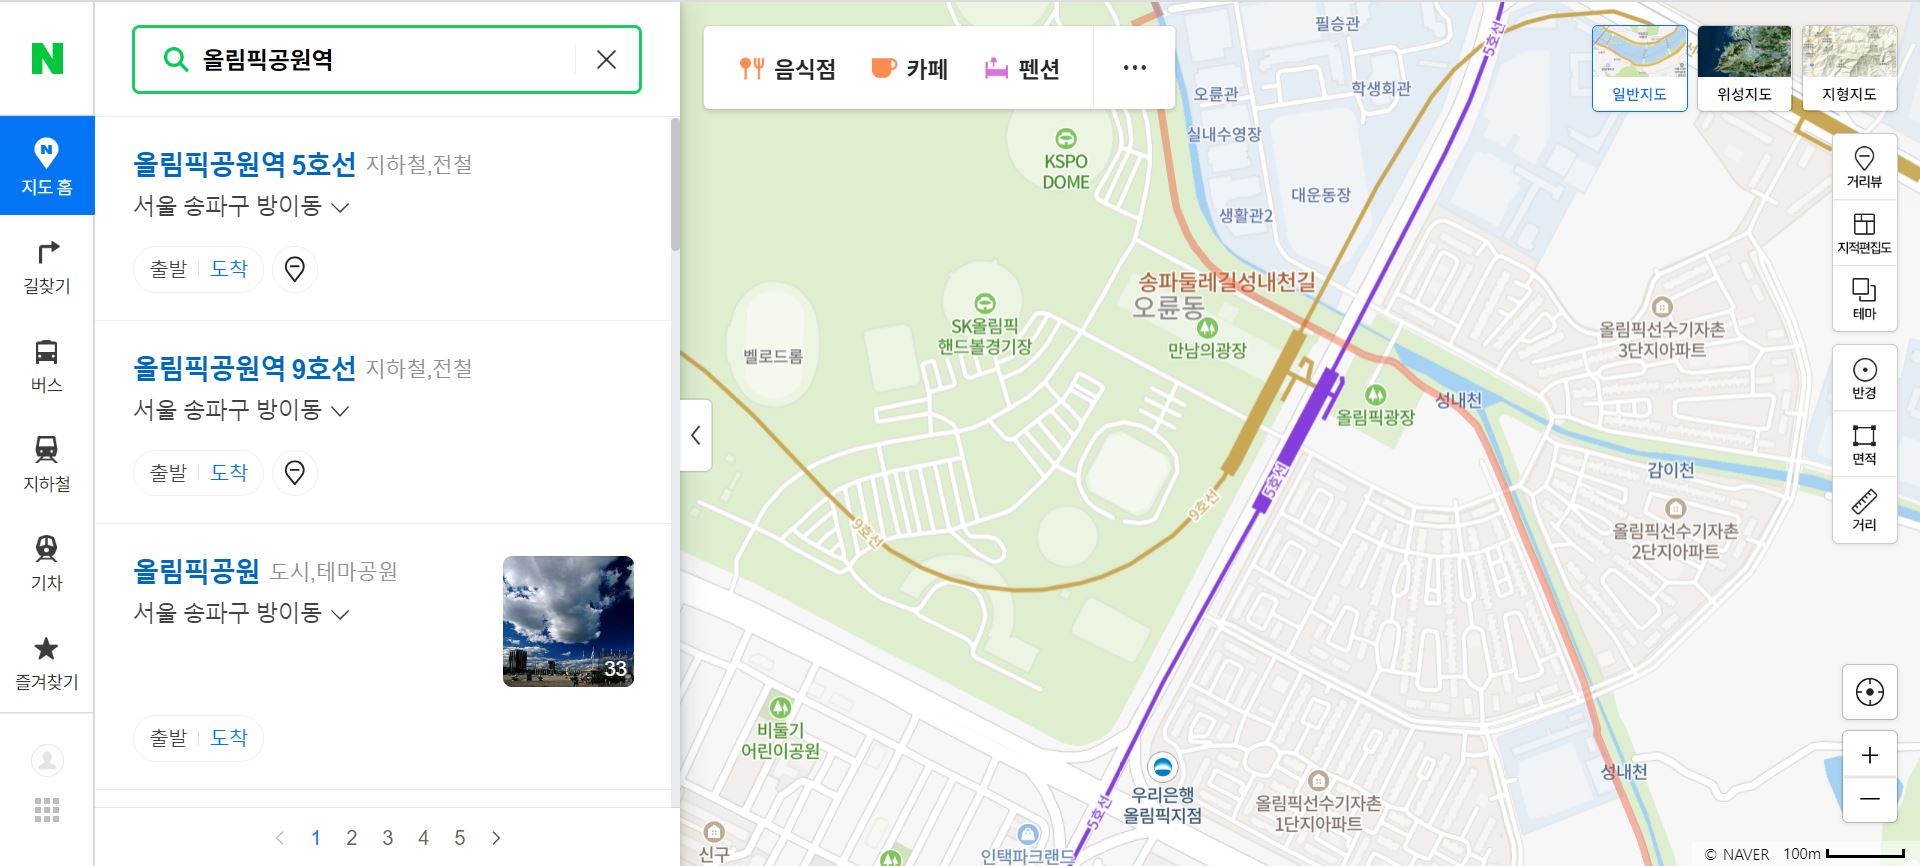 N
올림픽공원역
지도 홈
길찾기
버스
지하철
기차
즐겨찾기
올림픽공원역 5호선 지하철,전철
서울 송파구 방이동
출발 도착
올림픽공원역 9호선 지하철,전철
서울 송파구 방이동
출발 도착
올림픽공원 도시,테마공원
서울 송파구 방이동
33
출발 도착
1 2 3 4 5
음식점 카페 펜션
필승관
5호선
오륜관
학생회관
실내수영장
KSPO
DOME
대운동장
생활관2
송파둘레길성내천길
오륜동
SK올림픽
핸드볼경기장
벨로드롬
만남의광장
올림픽광장
성내천
올림픽선수기자촌
3단지아파트
감이천
올림픽선수기자촌
2단지아파트
9호선
9호선
5호선
비둘기
어린이공원
우리은행
올림픽지점
5호선
올림픽선수기자촌
1단지아파트
성내천
신구
인택파크랜드
일반지도
위성지도
지형지도
거리뷰
지적편집도
테마
반경
면적
거리
© NAVER 100m